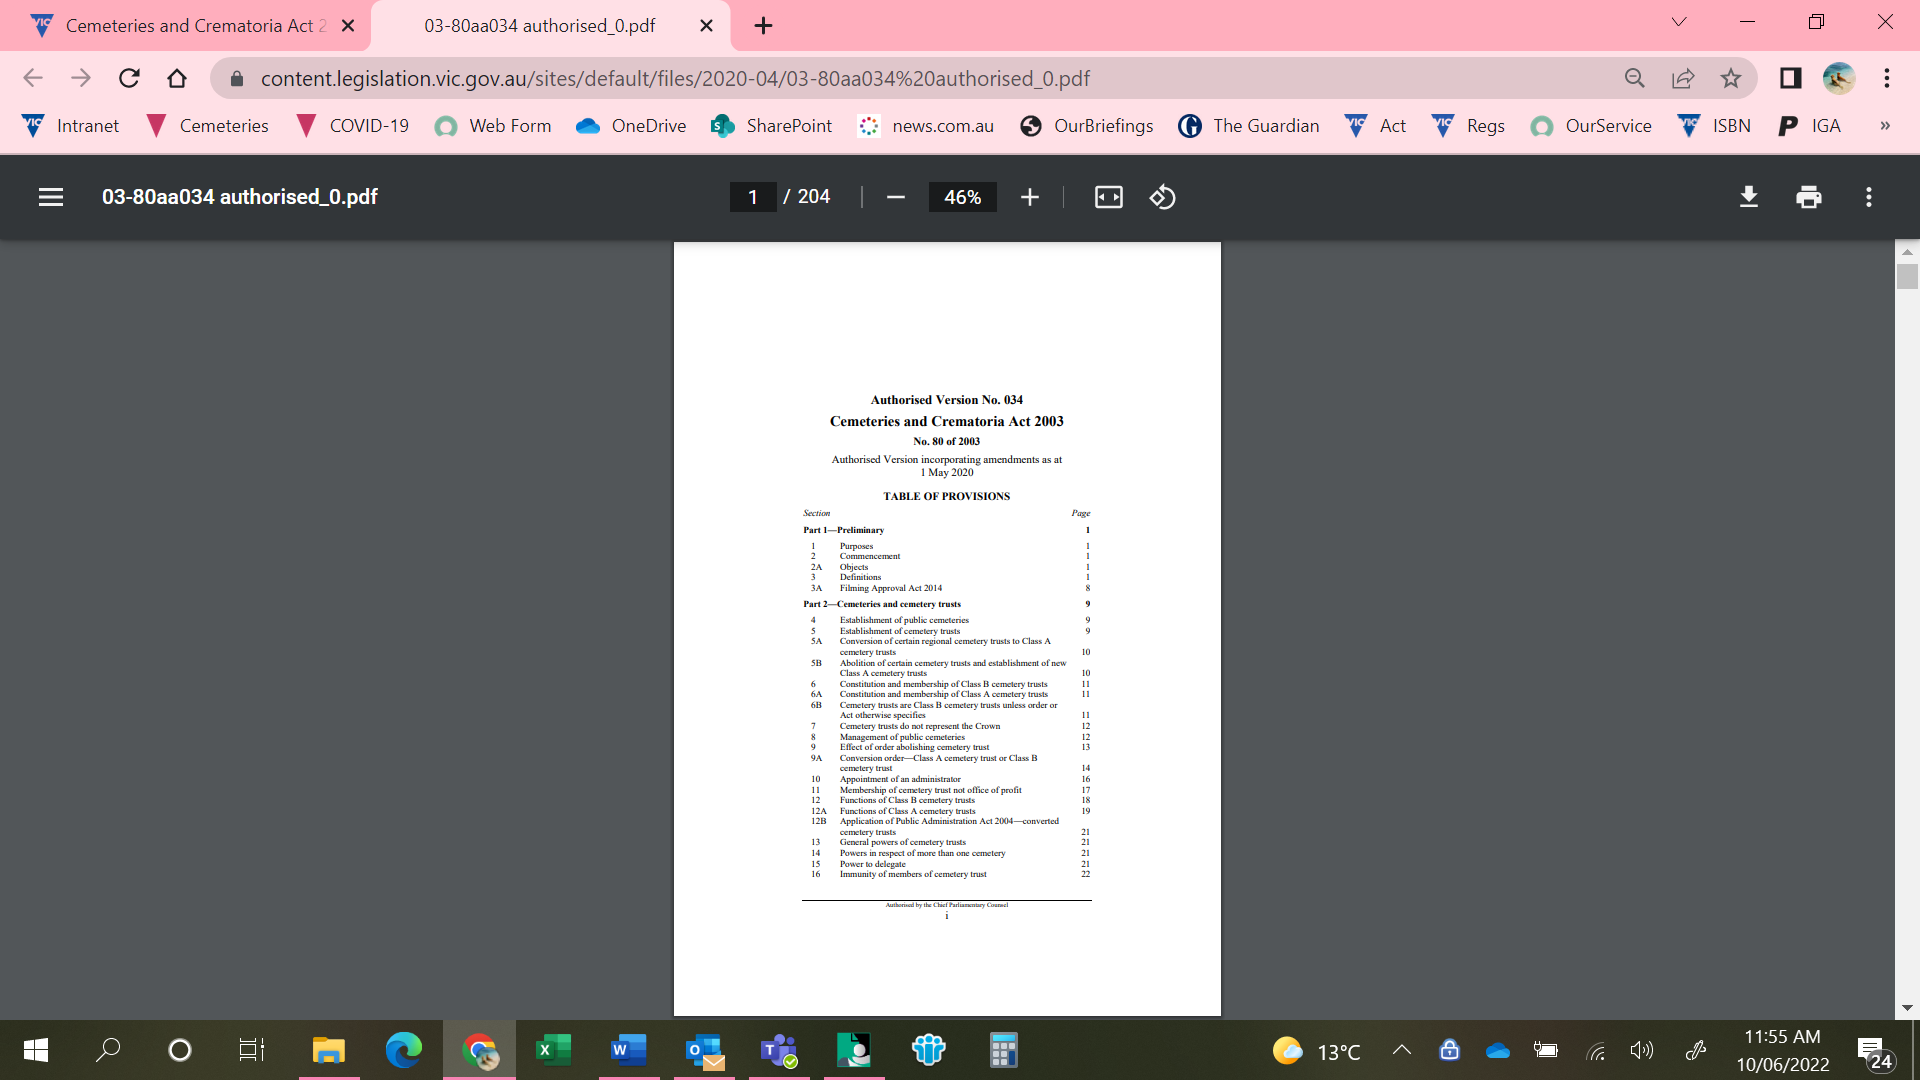 Cemeteries and Crematoria Act 2
03-80aa034 authorised_0.pdf
content.legislation.vic.gov.au/sites/default/files/2020-04/03-80aa034%20authorised_0.pdf
Intranet Cemeteries COVID-19 Web Form OneDrive SharePoint news.com.au OurBriefings The Guardian Act Regs OurService ISBN IGA »
03-80aa034 authorised_0.pdf 1 / 204 46%
Authorised Version No. 034
Cemeteries and Crematoria Act 2003
No. 80 of 2003
Authorised Version incorporating amendments as at
1 May 2020
TABLE OF PROVISIONS
Section Page
Part 1—Preliminary 1
1 Purposes 1
2 Commencement 1
2A Objects 1
3 Definitions 1
3A Filming Approval Act 2014 8
Part 2—Cemeteries and cemetery trusts 9
4 Establishment of public cemeteries 9
5 Establishment of cemetery trusts 9
5A Conversion of certain regional cemetery trusts to Class A
cemetery trusts 10
5B Abolition of certain cemetery trusts and establishment of new
Class A cemetery trusts 10
6 Constitution and membership of Class B cemetery trusts 11
6A Constitution and membership of Class A cemetery trusts 11
6B Cemetery trusts are Class B cemetery trusts unless order or
Act otherwise specifies 11
7 Cemetery trusts do not represent the Crown 12
8 Management of public cemeteries 12
9 Effect of order abolishing cemetery trust 13
9A Conversion order—Class A cemetery trust or Class B
cemetery trust 14
10 Appointment of an administrator 16
11 Membership of cemetery trust not office of profit 17
12 Functions of Class B cemetery trusts 18
12A Functions of Class A cemetery trusts 19
12B Application of Public Administration Act 2004—converted
cemetery trusts 21
13 General powers of cemetery trusts 21
14 Powers in respect of more than one cemetery 21
15 Power to delegate 21
16 Immunity of members of cemetery trust 22
Authorised by the Chief Parliamentary Counsel
i
13°C
11:55 AM
10/06/2022
24